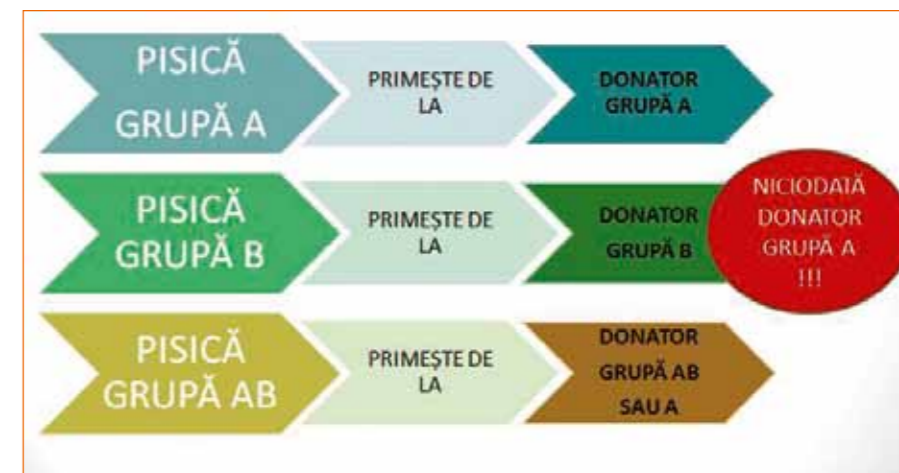 PISICĂ
GRUPĂ A
PRIMEȘTE DE
LA
DONATOR
GRUPĂ A
PISICĂ
GRUPĂ B
PRIMEȘTE DE
LA
DONATOR
GRUPĂ B
NICIODATĂ
DONATOR
GRUPĂ A
!!!
PISICĂ
GRUPĂ AB
PRIMEȘTE DE
LA
DONATOR
GRUPĂ AB
SAU A